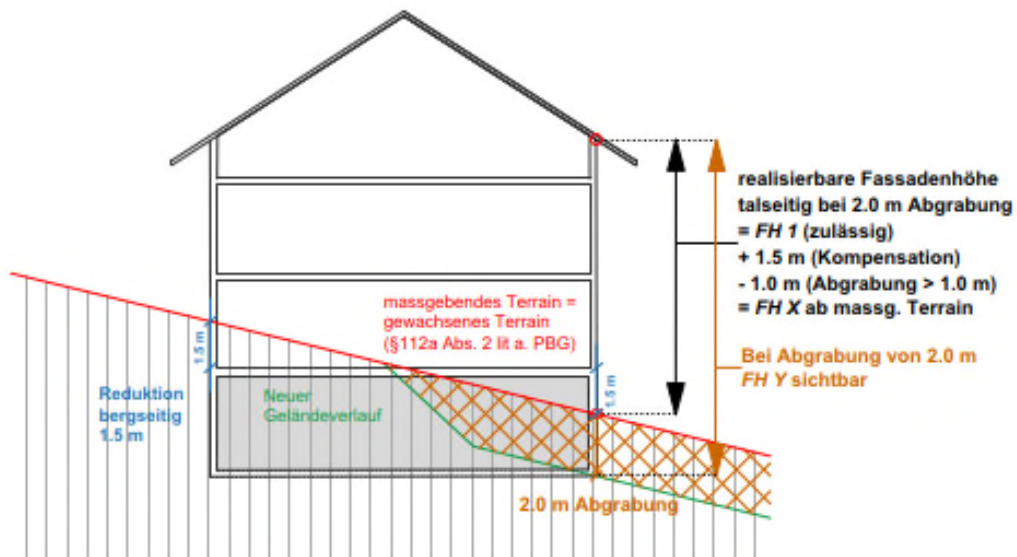 realisierbare Fassadenhöhe
talseitig bei 2.0 m Abgrabung
= FH 1 (zulässig)
+ 1.5 m (Kompensation)
- 1.0 m (Abgrabung > 1.0 m)
= FH X ab massg. Terrain
massgebendes Terrain =
gewachsenes Terrain
(§112a Abs. 2 lit a. PBG)
1.5 m
Bei Abgrabung von 2.0 m
FH Y sichtbar
Reduktion
bergseitig
1.5 m
Neuer
Geländeverlauf
1.5 m
2.0 m Abgrabung